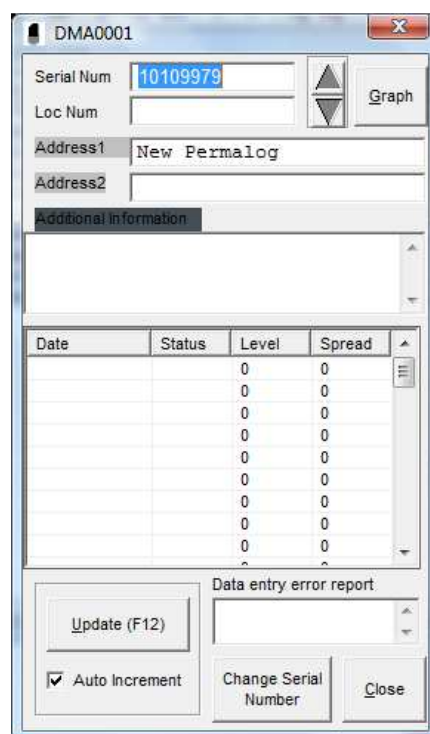 DMA0001
Serial Num 10109979
Graph
Loc Num
Address1 New Permalog
Address2
Additional Information
Date Status Level Spread
0 0
0 0
0 0
0 0
0 0
0 0
0 0
0 0
0 0
Data entry error report
Update (F12)
Auto Increment
Change Serial
Number
Close